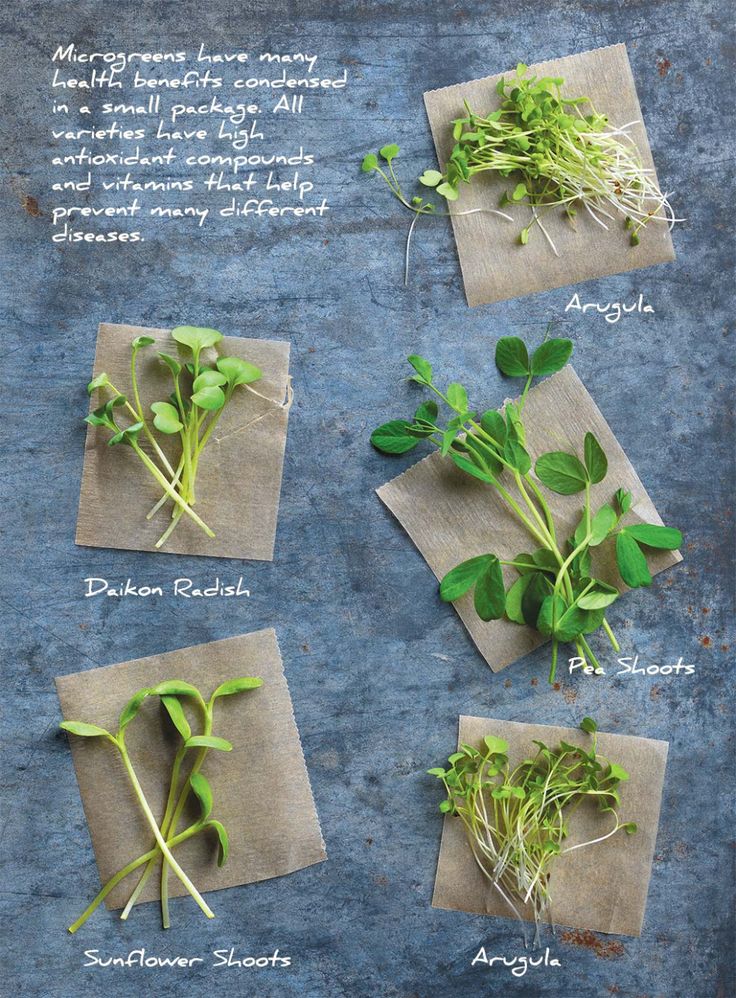 Microgreens have many
health benefits condensed
in a small package. All
varieties have high
antioxidant compounds
and vitamins that help
prevent many different
diseases.
Arugula
Daikon Radish
Pea Shoots
Sunflower Shoots
Arugula